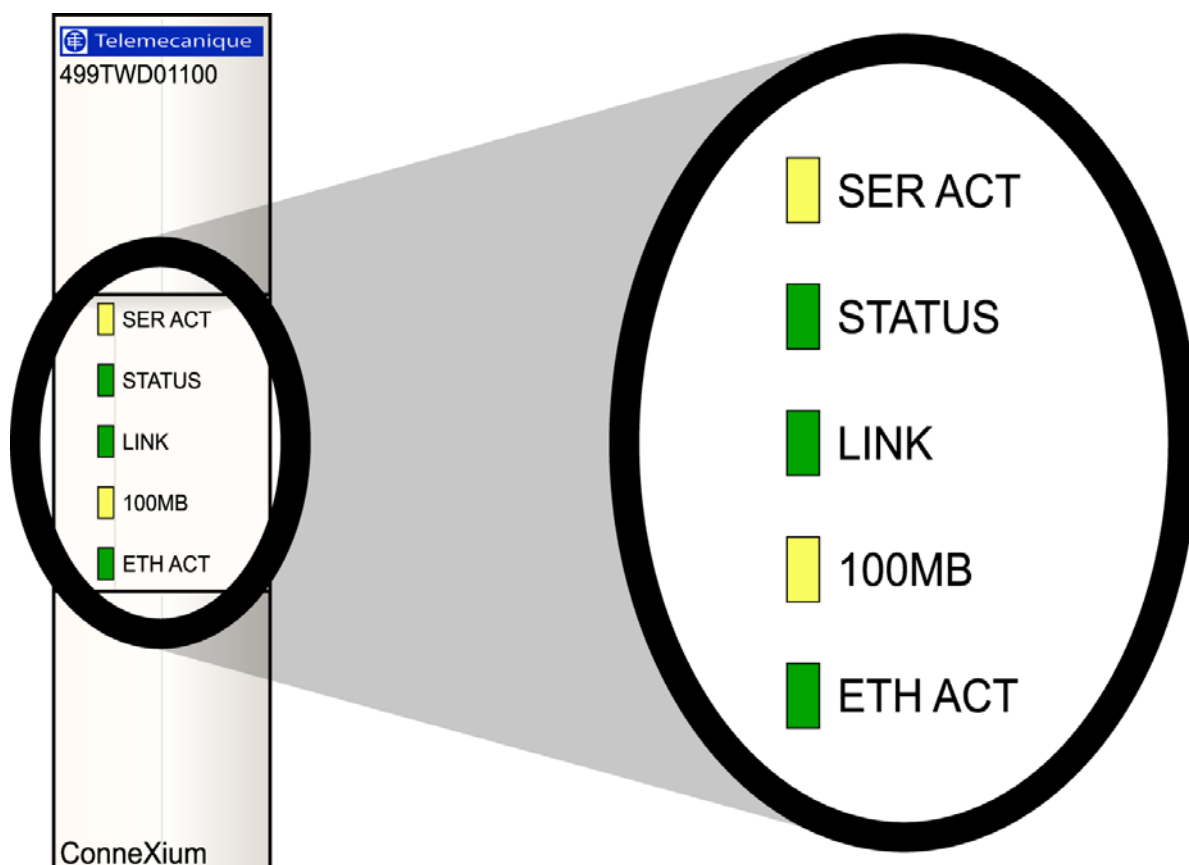 Telemecanique
499TWD01100
SER ACT
STATUS
LINK
100MB
ETH ACT
ConneXium
SER ACT
STATUS
LINK
100MB
ETH ACT